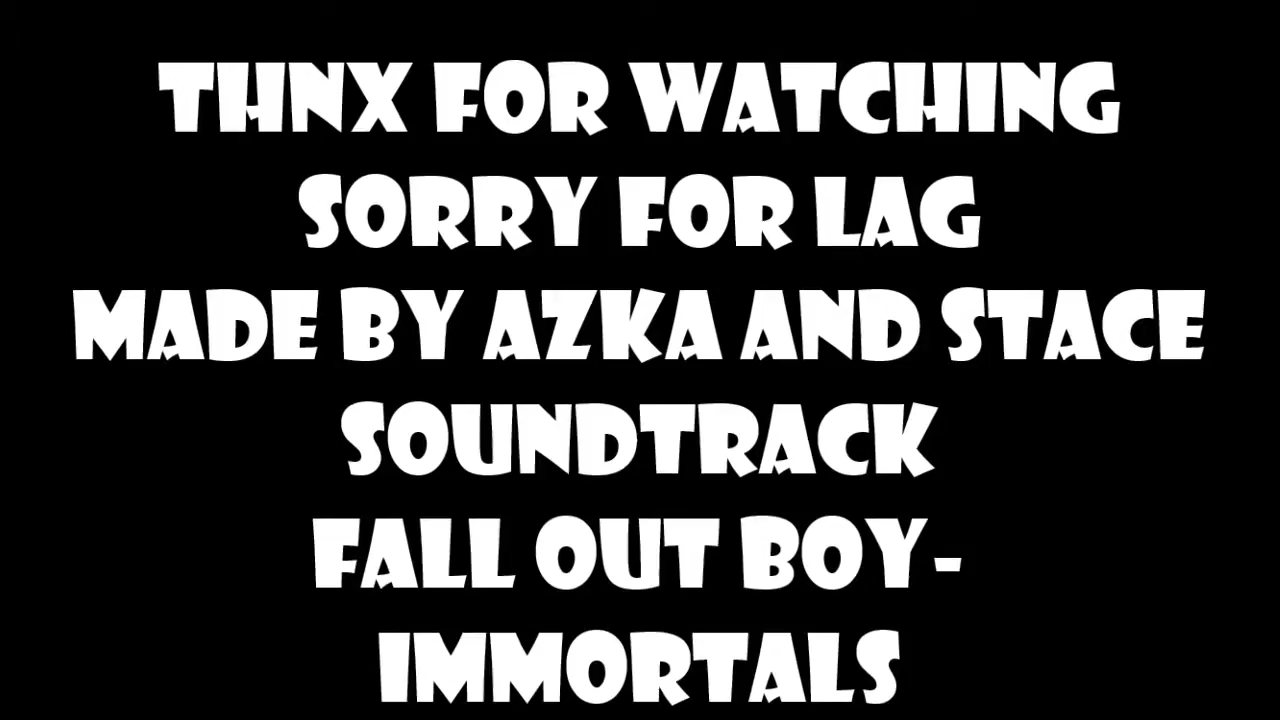 THNX FOR WATCHING
SORRY FOR LAG
MADE BY AZKA AND STACE
SOUNDTRACK
FALL OUT BOY-
IMMORTALS